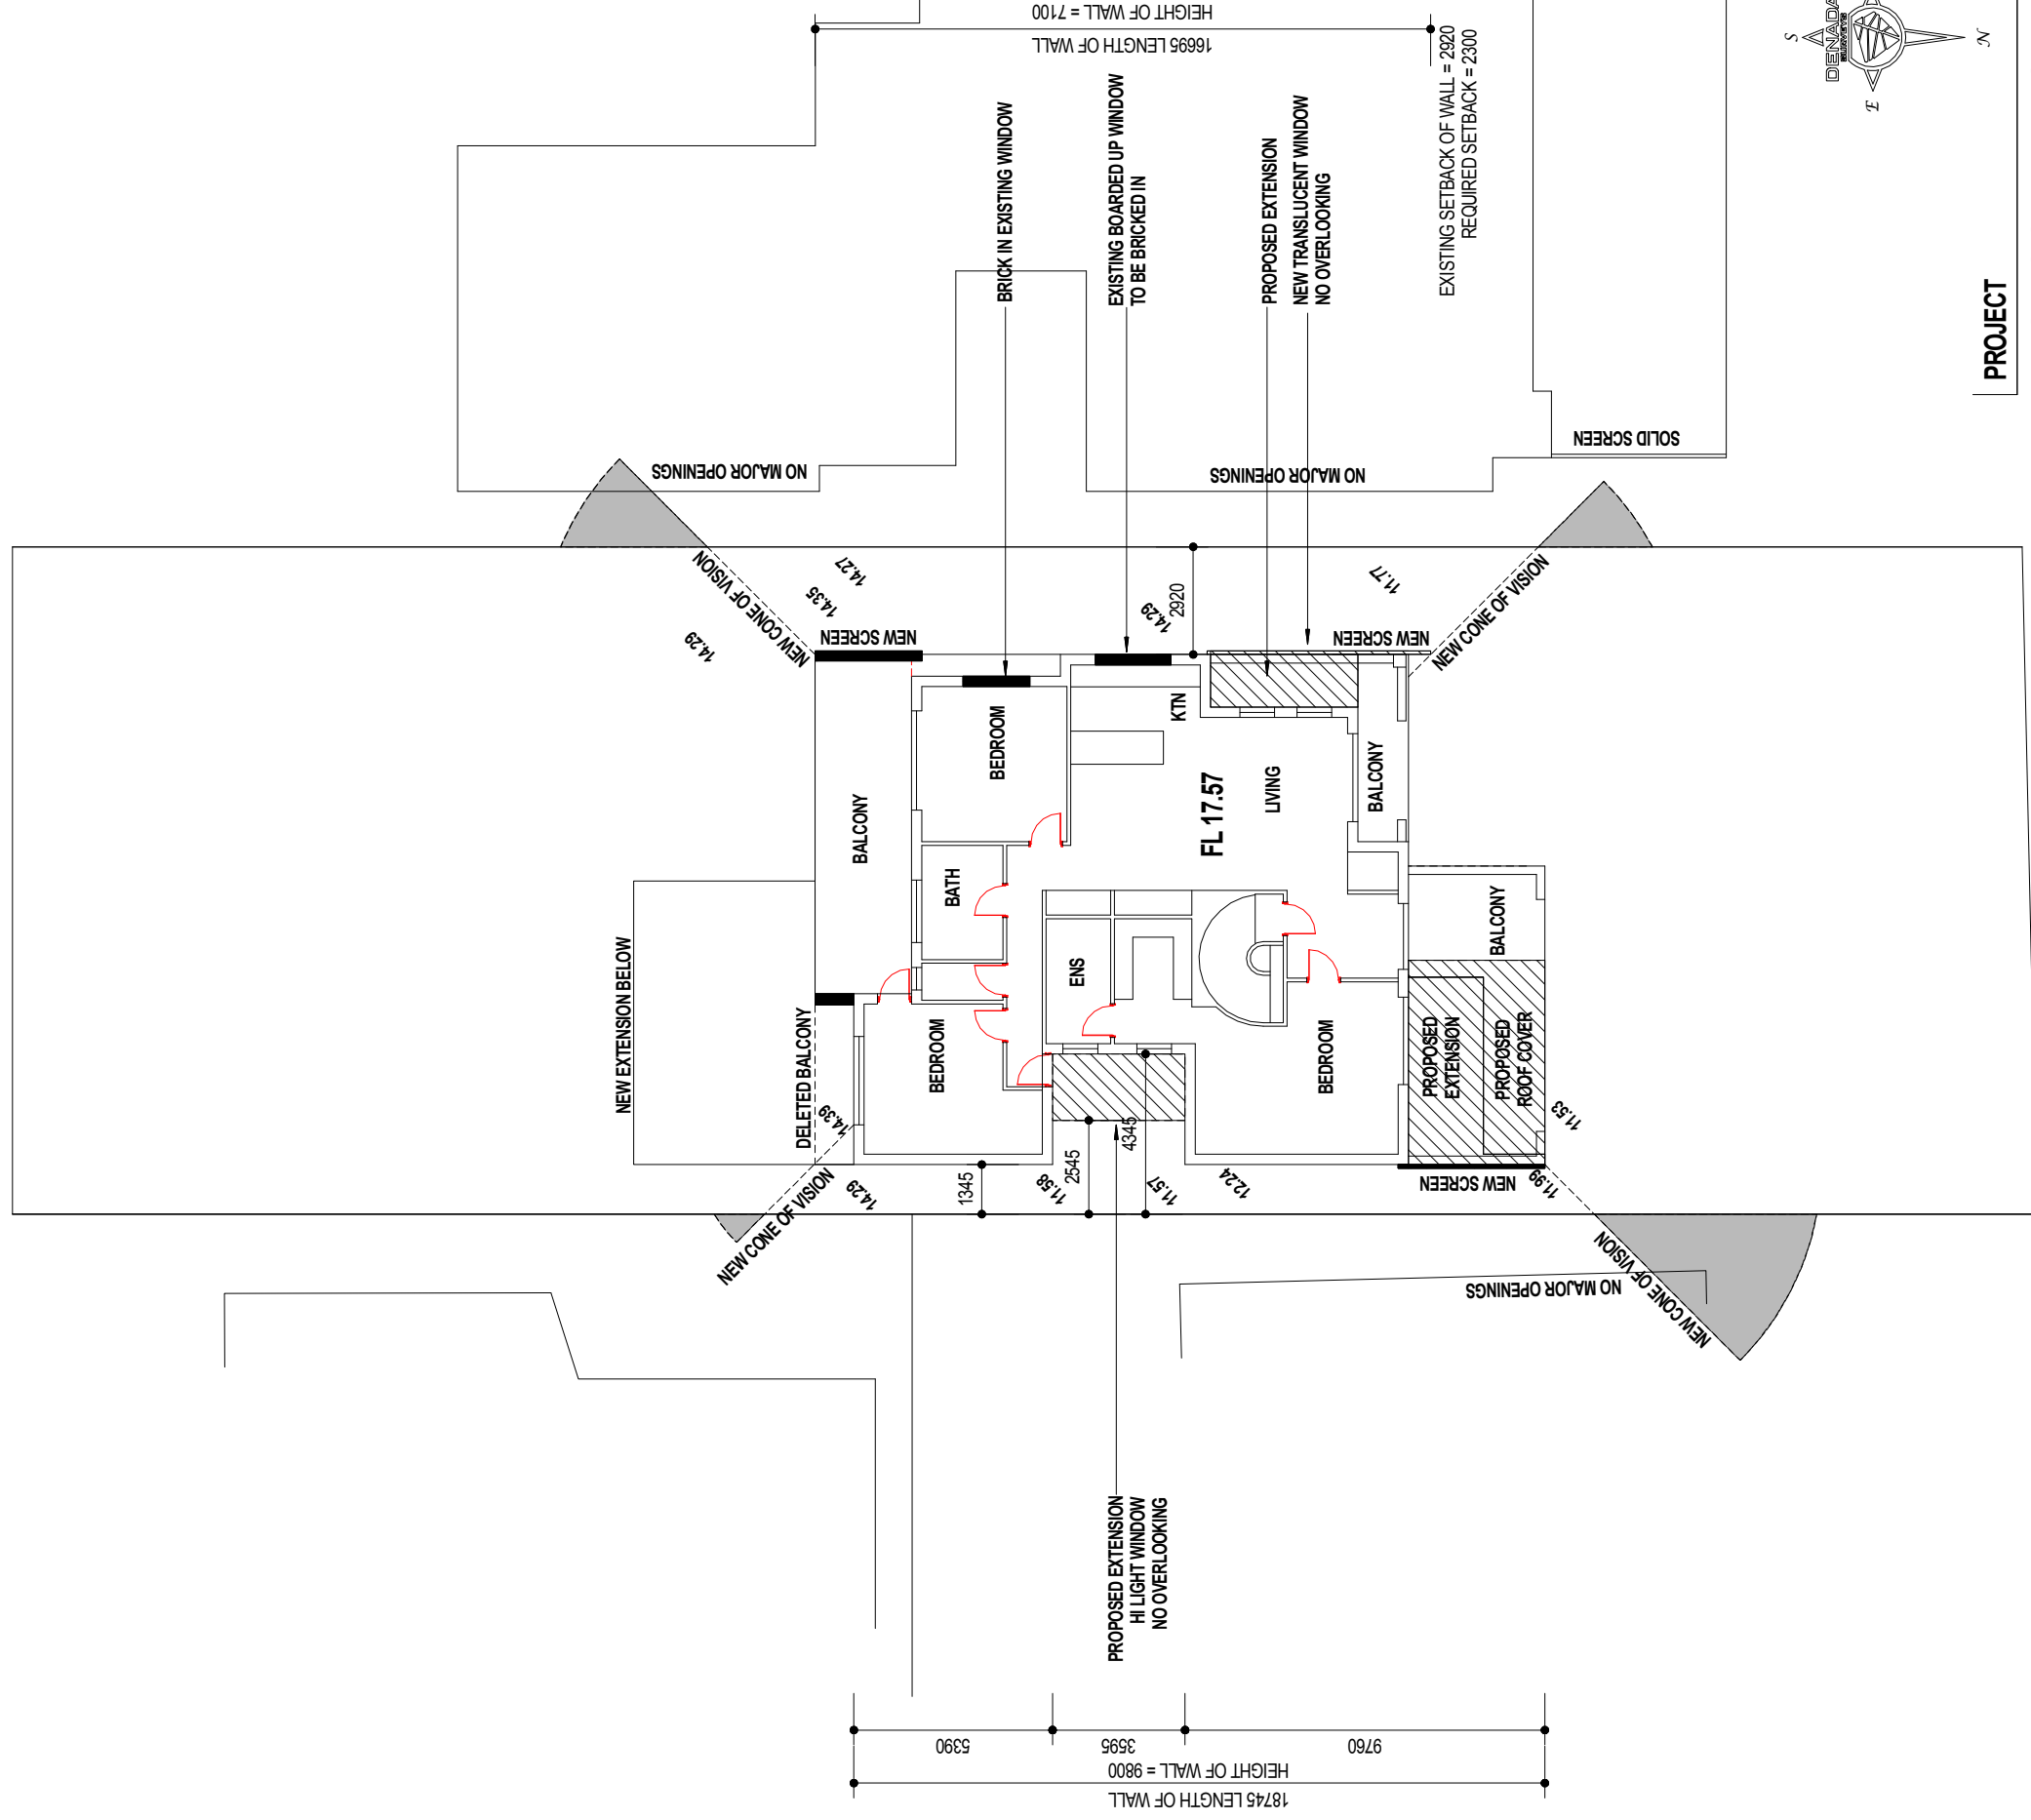 HEIGHT OF WALL = 7100
16695 LENGTH OF WALL
EXISTING SETBACK OF WALL = 2920
REQUIRED SETBACK = 2300
S
DENADA
SURVEYS
E
N
BRICK IN EXISTING WINDOW
EXISTING BOARDED UP WINDOW
TO BE BRICKED IN
PROPOSED EXTENSION
NEW TRANSLUCENT WINDOW
NO OVERLOOKING
PROJECT
NO MAJOR OPENINGS
NO MAJOR OPENINGS
SOLID SCREEN
NEW CONE OF VISION
14.27
14.35
14.29
NEW SCREEN
14.29
2920
11.77
NEW SCREEN
NEW CONE OF VISION
BALCONY
BEDROOM
KTN
FL 17.57
LIVING
BALCONY
BATH
ENS
BALCONY
NEW EXTENSION BELOW
DELETED BALCONY
14.39
BEDROOM
BEDROOM
PROPOSED
EXTENSION
PROPOSED
ROOF COVER
11.53
NEW CONE OF VISION
14.29
1345
11.58
2545
4345
11.57
12.24
NEW SCREEN
11.99
NEW CONE OF VISION
NO MAJOR OPENINGS
PROPOSED EXTENSION
HI LIGHT WINDOW
NO OVERLOOKING
5390
3595
9760
HEIGHT OF WALL = 9800
18745 LENGTH OF WALL